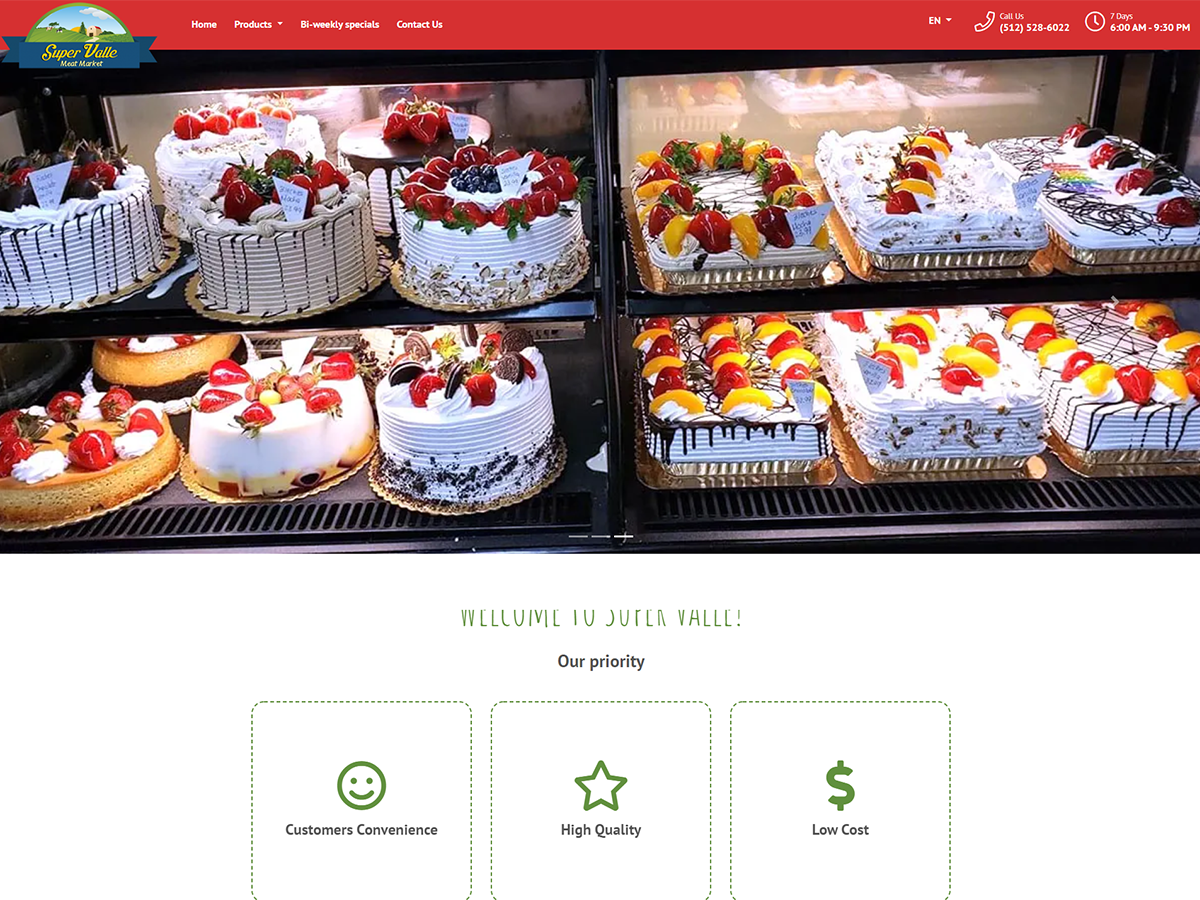 Super Valle
Meat Market
Home
Products
Bi-weekly specials
Contact Us
EN
Call Us
(512) 528-6022
7 Days
6:00 AM - 9:30 PM
WELCOME TO SUPER VALLE!
Our priority
Customers Convenience
High Quality
Low Cost